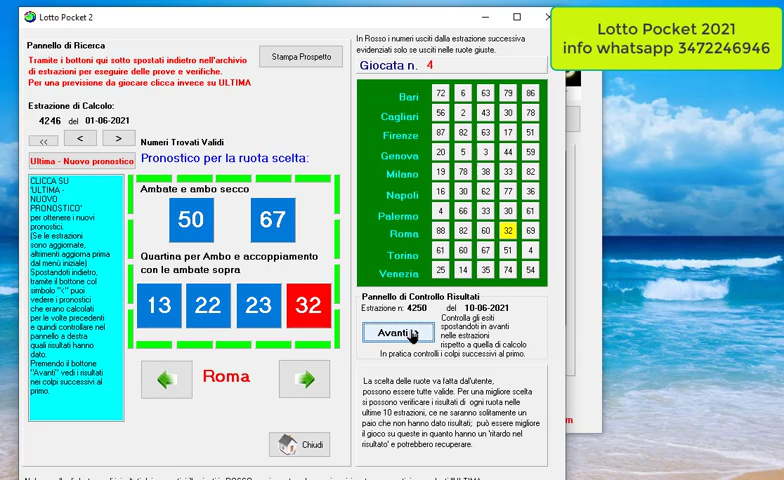 Lotto Pocket 2
Lotto Pocket 2021
info whatsapp 3472246946
Pannello di Ricerca
Tramite i bottoni qui sotto spostati indietro nell'archivio
di estrazioni per eseguire delle prove e verifiche.
Per una previsione da giocare clicca invece su ULTIMA
Stampa Prospetto
Estrazione di Calcolo:
4246 del 01-06-2021
<< < >
Numeri Trovati Validi
Ultima - Nuovo pronostico
Pronostico per la ruota scelta:
CLICCA SU
'ULTIMA -
NUOVO
PRONOSTICO'
per ottenere i nuovi
pronostici.
(Se le estrazioni
sono aggiornate,
altrimenti aggiorna prima
dal menù iniziale)
Spostandoti indietro,
tramite il bottone col
simbolo "<" puoi
vedere i pronostici
che erano calcolati
per le volte precedenti
e quindi controllare nel
pannello a destra
quali risultati hanno
dato.
Premendo il bottone
"Avanti" vedi i risultati
nei colpi successivi al
primo.
Ambate e ambo secco
50 67
Quartina per Ambo e accoppiamento
con le ambate sopra
13 22 23 32
Roma
Chiudi
In Rosso i numeri usciti dalla estrazione successiva
evidenziati solo se usciti nelle ruote giuste.
Giocata n. 4
Bari 72 6 63 79 86
Cagliari 56 2 43 30 78
Firenze 87 82 63 17 51
Genova 20 5 3 44 59
Milano 19 78 38 33 82
Napoli 16 30 62 77 36
Palermo 4 66 33 30 61
Roma 88 82 60 32 69
Torino 61 60 67 51 4
Venezia 25 14 35 74 54
Pannello di Controllo Risultati
Estrazione n: 4250 del 10-06-2021
Avanti >
Controlla gli esiti
spostandoti in avanti
nelle estrazioni
rispetto a quella di calcolo
In pratica controlli i colpi successivi al primo.
La scelta delle ruote va fatta dall'utente,
possono essere tutte valide. Per una migliore scelta
si possono verificare i risultati di ogni ruota nelle
ultime 10 estrazioni, ce ne saranno solitamente un
paio che non hanno dato risultati; può essere migliore
il gioco su queste in quanto hanno un 'ritardo nel
risultato' e potrebbero recuperare.